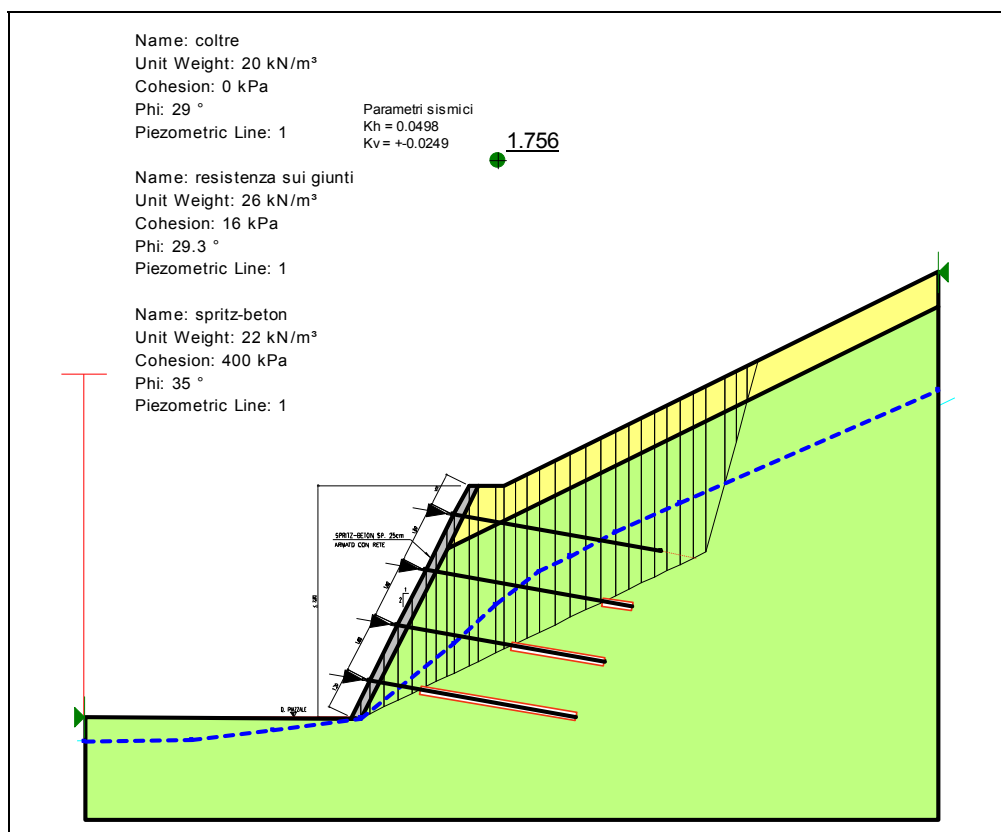 Name: coltre
Unit Weight: 20 kN/m³
Cohesion: 0 kPa
Phi: 29 °
Piezometric Line: 1
Parametri sismici
Kh = 0.0498
Kv = +-0.0249
1.756
Name: resistenza sui giunti
Unit Weight: 26 kN/m³
Cohesion: 16 kPa
Phi: 29.3 °
Piezometric Line: 1
Name: spritz-beton
Unit Weight: 22 kN/m³
Cohesion: 400 kPa
Phi: 35 °
Piezometric Line: 1
SPRITZ-BETON SP. 25cm
ARMATO CON RETE
1
2